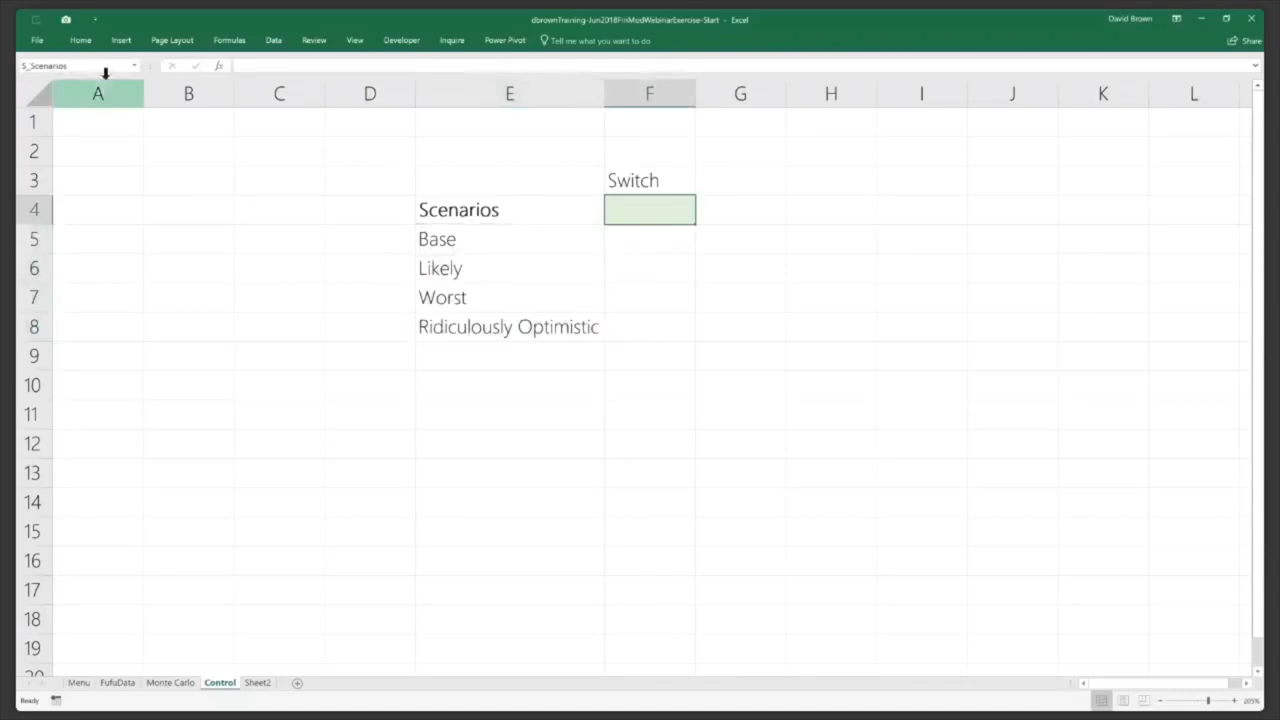 dbrownTraining-Jun2018FinModWebinarExercise-Start - Excel
David Brown
File Home Insert Page Layout Formulas Data Review View Developer Inquire Power Pivot Tell me what you want to do Share
S_Scenarios fx
A B C D E F G H I J K L
1
2
3 Switch
4 Scenarios
5 Base
6 Likely
7 Worst
8 Ridiculously Optimistic
9
10
11
12
13
14
15
16
17
18
19
20
Menu FufuData Monte Carlo Control Sheet2
Ready 205%